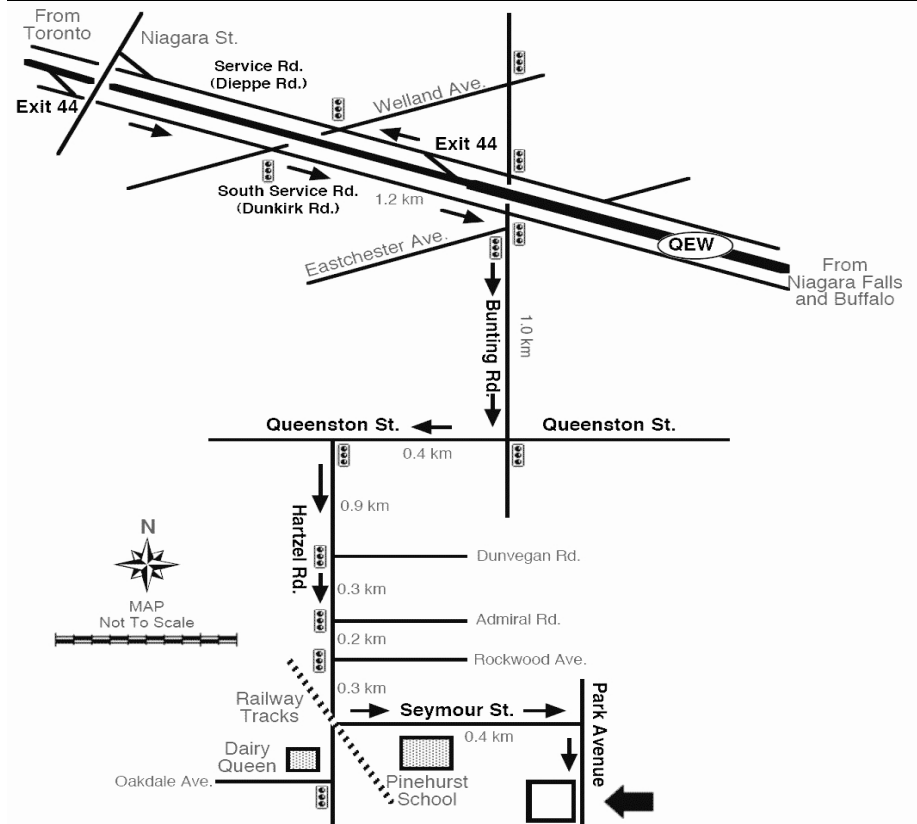 From
Toronto
Niagara St.
Service Rd.
(Dieppe Rd.)
Welland Ave.
Exit 44
Exit 44
South Service Rd.
(Dunkirk Rd.)
1.2 km
Eastchester Ave.
QEW
From
Niagara Falls
and Buffalo
Bunting Rd.
1.0 km
Queenston St.
Queenston St.
0.4 km
Hartzel Rd.
0.9 km
N
MAP
Not To Scale
Dunvegan Rd.
0.3 km
Admiral Rd.
0.2 km
Rockwood Ave.
0.3 km
Railway
Tracks
Seymour St.
0.4 km
Park Avenue
Dairy
Queen
Oakdale Ave.
Pinehurst
School